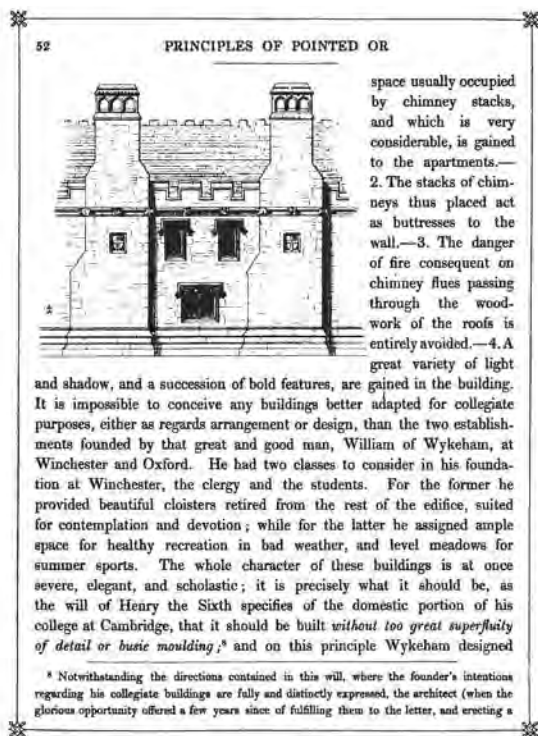 52 PRINCIPLES OF POINTED OR
space usually occupied
by chimney stacks,
and which is very
considerable, is gained
to the apartments.—
2. The stacks of chim-
neys thus placed act
as buttresses to the
wall.—3. The danger
of fire consequent on
chimney flues passing
through the wood-
work of the roofs is
entirely avoided.—4. A
great variety of light
and shadow, and a succession of bold features, are gained in the building.
It is impossible to conceive any buildings better adapted for collegiate
purposes, either as regards arrangement or design, than the two establish-
ments founded by that great and good man, William of Wykeham, at
Winchester and Oxford. He had two classes to consider in his founda-
tion at Winchester, the clergy and the students. For the former he
provided beautiful cloisters retired from the rest of the edifice, suited
for contemplation and devotion; while for the latter he assigned ample
space for healthy recreation in bad weather, and level meadows for
summer sports. The whole character of these buildings is at once
severe, elegant, and scholastic; it is precisely what it should be, as
the will of Henry the Sixth specifies of the domestic portion of his
college at Cambridge, that it should be built without too great superfluity
of detail or busie moulding;⁸ and on this principle Wykeham designed
⁸ Notwithstanding the directions contained in this will, where the founder's intentions
regarding his collegiate buildings are fully and distinctly expressed, the architect (when the
glorious opportunity offered a few years since of fulfilling them to the letter, and erecting a